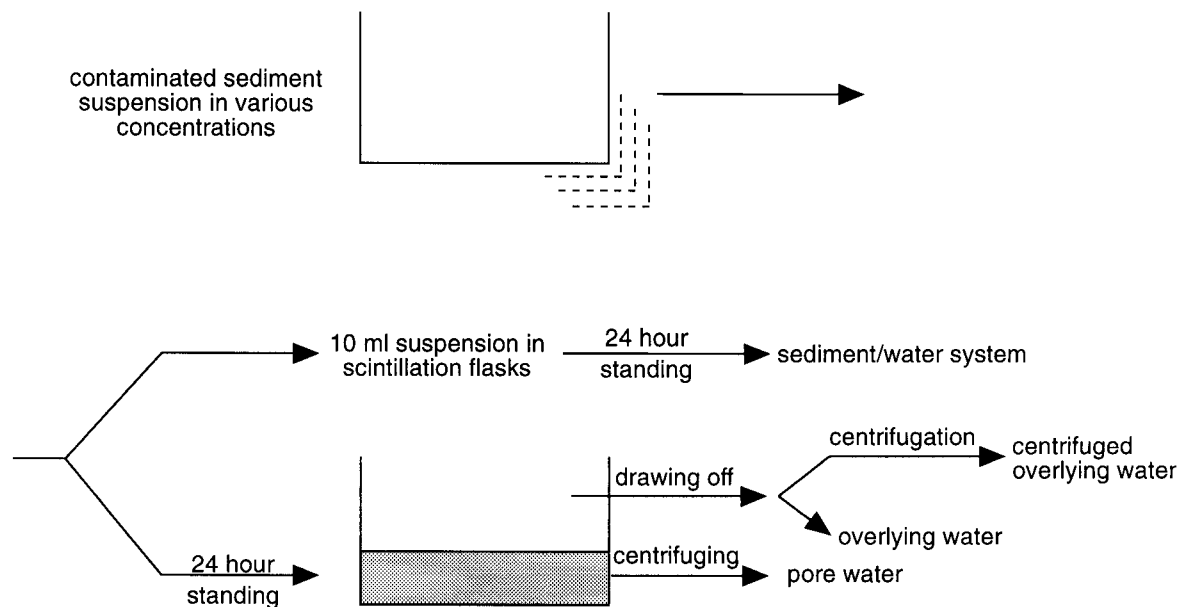 contaminated sediment
suspension in various
concentrations
10 ml suspension in
scintillation flasks
24 hour
standing
sediment/water system
centrifugation
centrifuged
overlying water
drawing off
overlying water
24 hour
standing
centrifuging
pore water